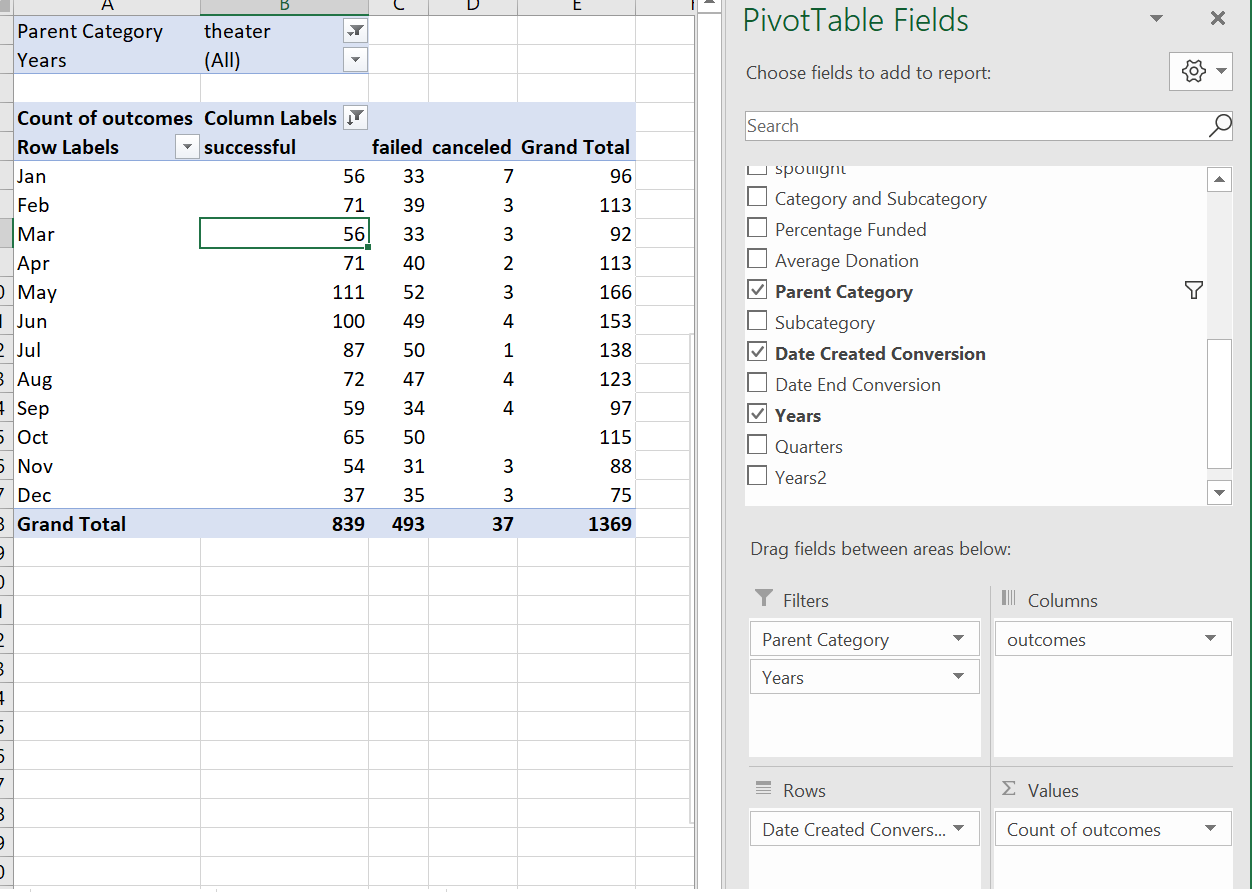 A B C D E
Parent Category theater
Years (All)
Count of outcomes Column Labels
Row Labels successful failed canceled Grand Total
Jan 56 33 7 96
Feb 71 39 3 113
Mar 56 33 3 92
Apr 71 40 2 113
May 111 52 3 166
Jun 100 49 4 153
Jul 87 50 1 138
Aug 72 47 4 123
Sep 59 34 4 97
Oct 65 50 115
Nov 54 31 3 88
Dec 37 35 3 75
Grand Total 839 493 37 1369
PivotTable Fields
Choose fields to add to report:
Search
spotlight
Category and Subcategory
Percentage Funded
Average Donation
Parent Category
Subcategory
Date Created Conversion
Date End Conversion
Years
Quarters
Years2
Drag fields between areas below:
Filters
Parent Category
Years
Columns
outcomes
Rows
Date Created Convers...
Σ Values
Count of outcomes